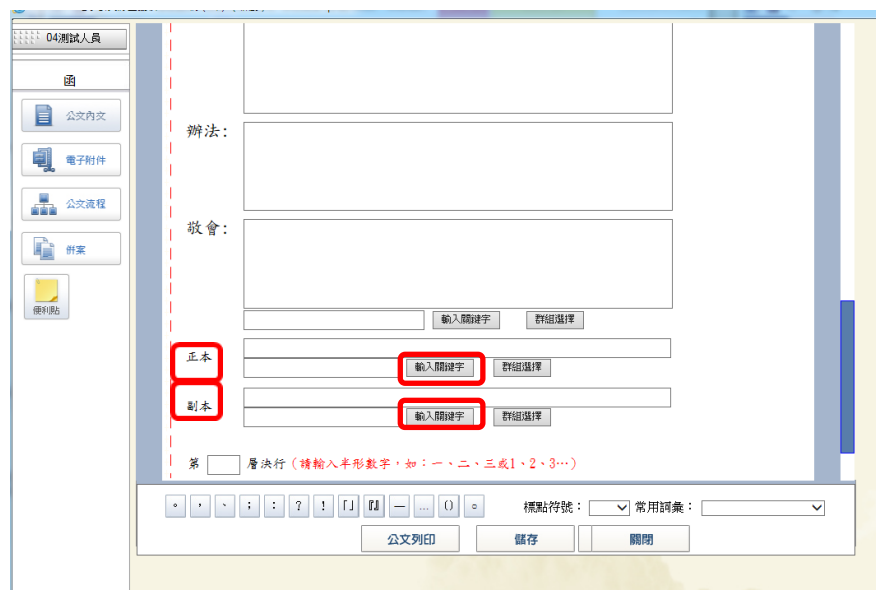 04測試人員
函
公文內文
電子附件
公文流程
併案
便利貼
辦法：
敬會：
輸入關鍵字 群組選擇
正本
輸入關鍵字 群組選擇
副本
輸入關鍵字 群組選擇
第 層決行（請輸入半形數字，如：一、二、三或1、2、3…）
。 ， 、 ； ： ？ ！ 「」 『』 — … () ○ 標點符號： 常用詞彙：
公文列印 儲存 關閉